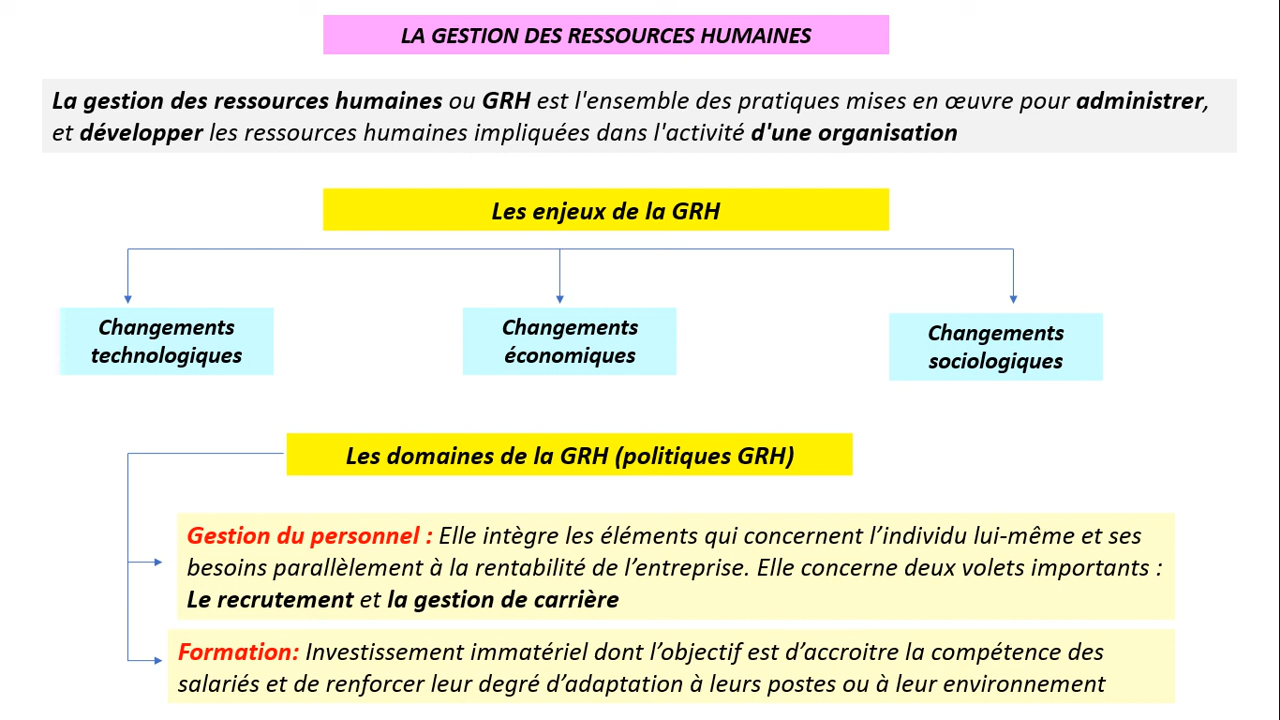 LA GESTION DES RESSOURCES HUMAINES
La gestion des ressources humaines ou GRH est l'ensemble des pratiques mises en œuvre pour administrer,
et développer les ressources humaines impliquées dans l'activité d'une organisation
Les enjeux de la GRH
Changements
technologiques
Changements
économiques
Changements
sociologiques
Les domaines de la GRH (politiques GRH)
Gestion du personnel : Elle intègre les éléments qui concernent l’individu lui-même et ses
besoins parallèlement à la rentabilité de l’entreprise. Elle concerne deux volets importants :
Le recrutement et la gestion de carrière
Formation: Investissement immatériel dont l’objectif est d’accroitre la compétence des
salariés et de renforcer leur degré d’adaptation à leurs postes ou à leur environnement